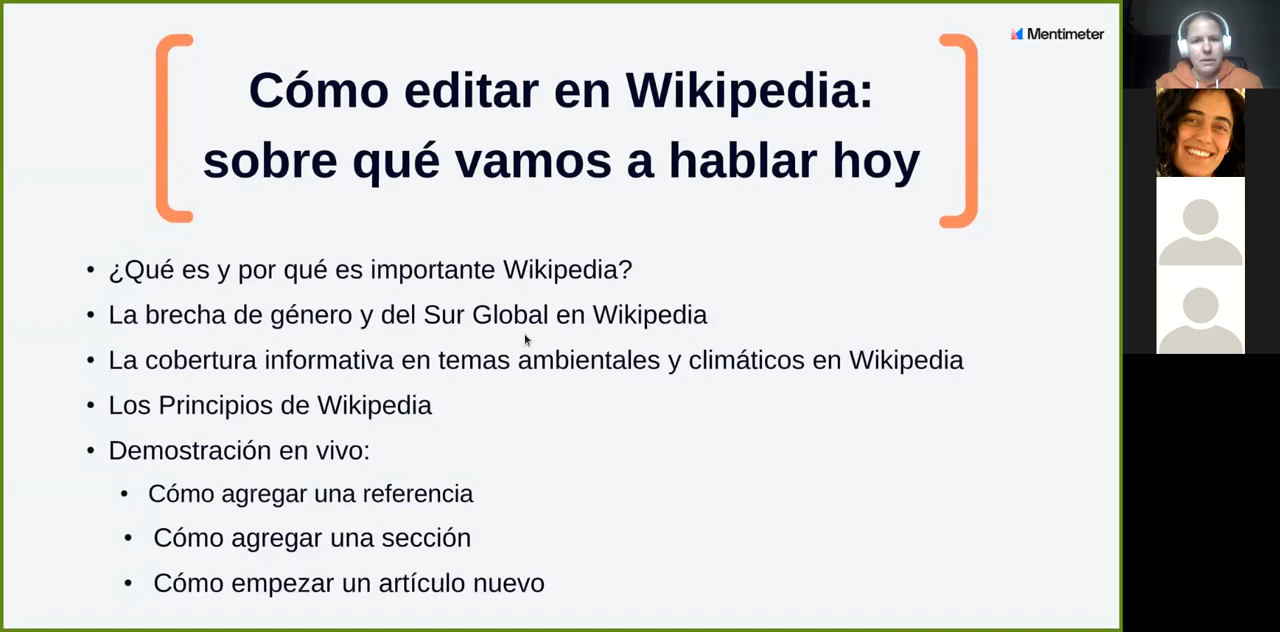 Mentimeter
Cómo editar en Wikipedia:
sobre qué vamos a hablar hoy
• ¿Qué es y por qué es importante Wikipedia?
• La brecha de género y del Sur Global en Wikipedia
• La cobertura informativa en temas ambientales y climáticos en Wikipedia
• Los Principios de Wikipedia
• Demostración en vivo:
• Cómo agregar una referencia
• Cómo agregar una sección
• Cómo empezar un artículo nuevo